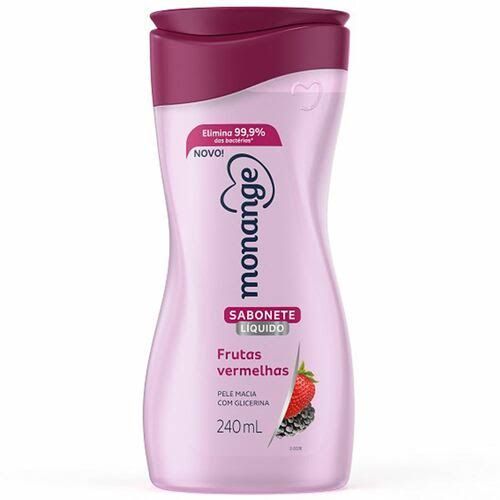 Elimina 99,9%
das bactérias*
NOVO!
monange
SABONETE
LÍQUIDO
Frutas
vermelhas
PELE MACIA
COM GLICERINA
240mL